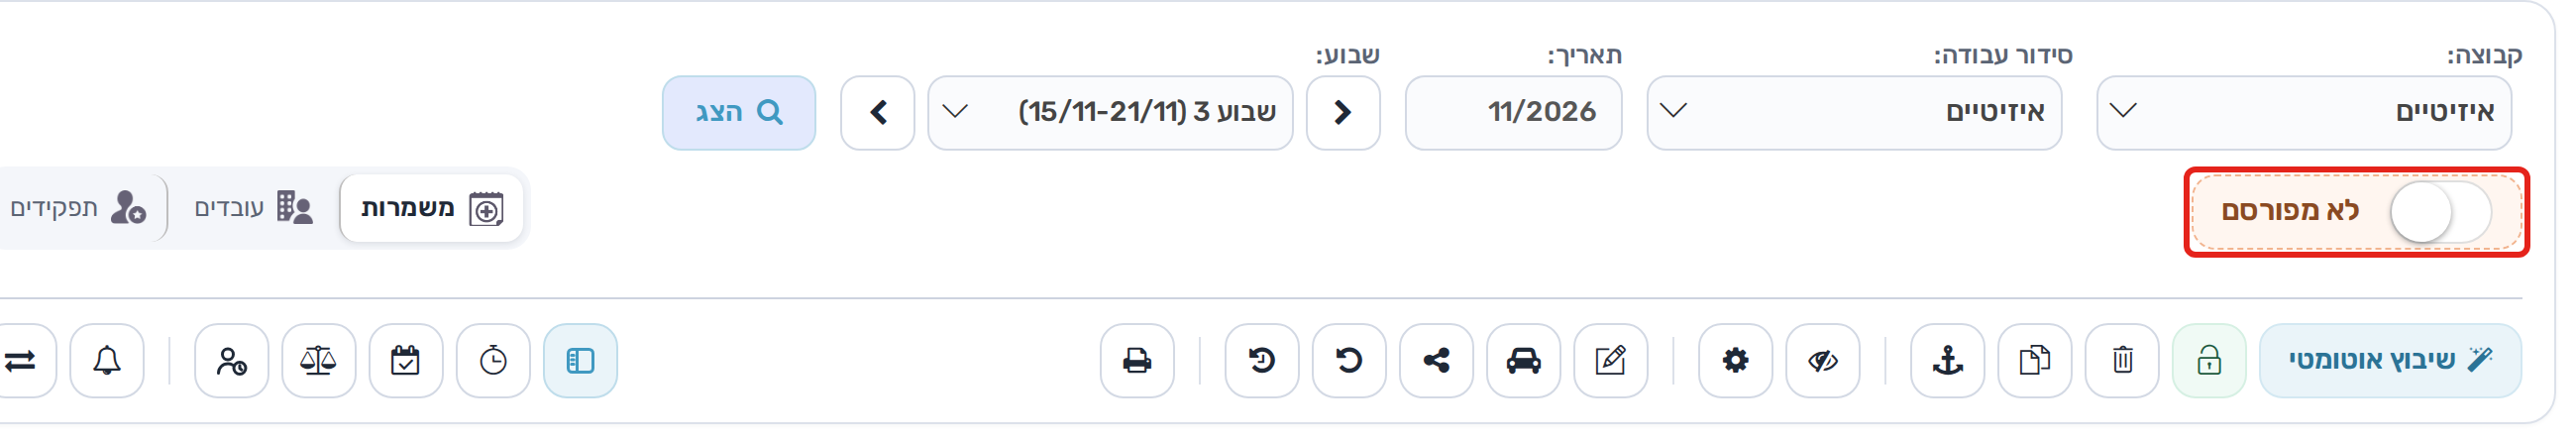 קבוצה:
סידור עבודה:
תאריך:
שבוע:
איזיטיים
איזיטיים
11/2026
שבוע 3 (15/11-21/11)
הצג
לא מפורסם
משמרות
עובדים
תפקידים
שיבוץ אוטומטי